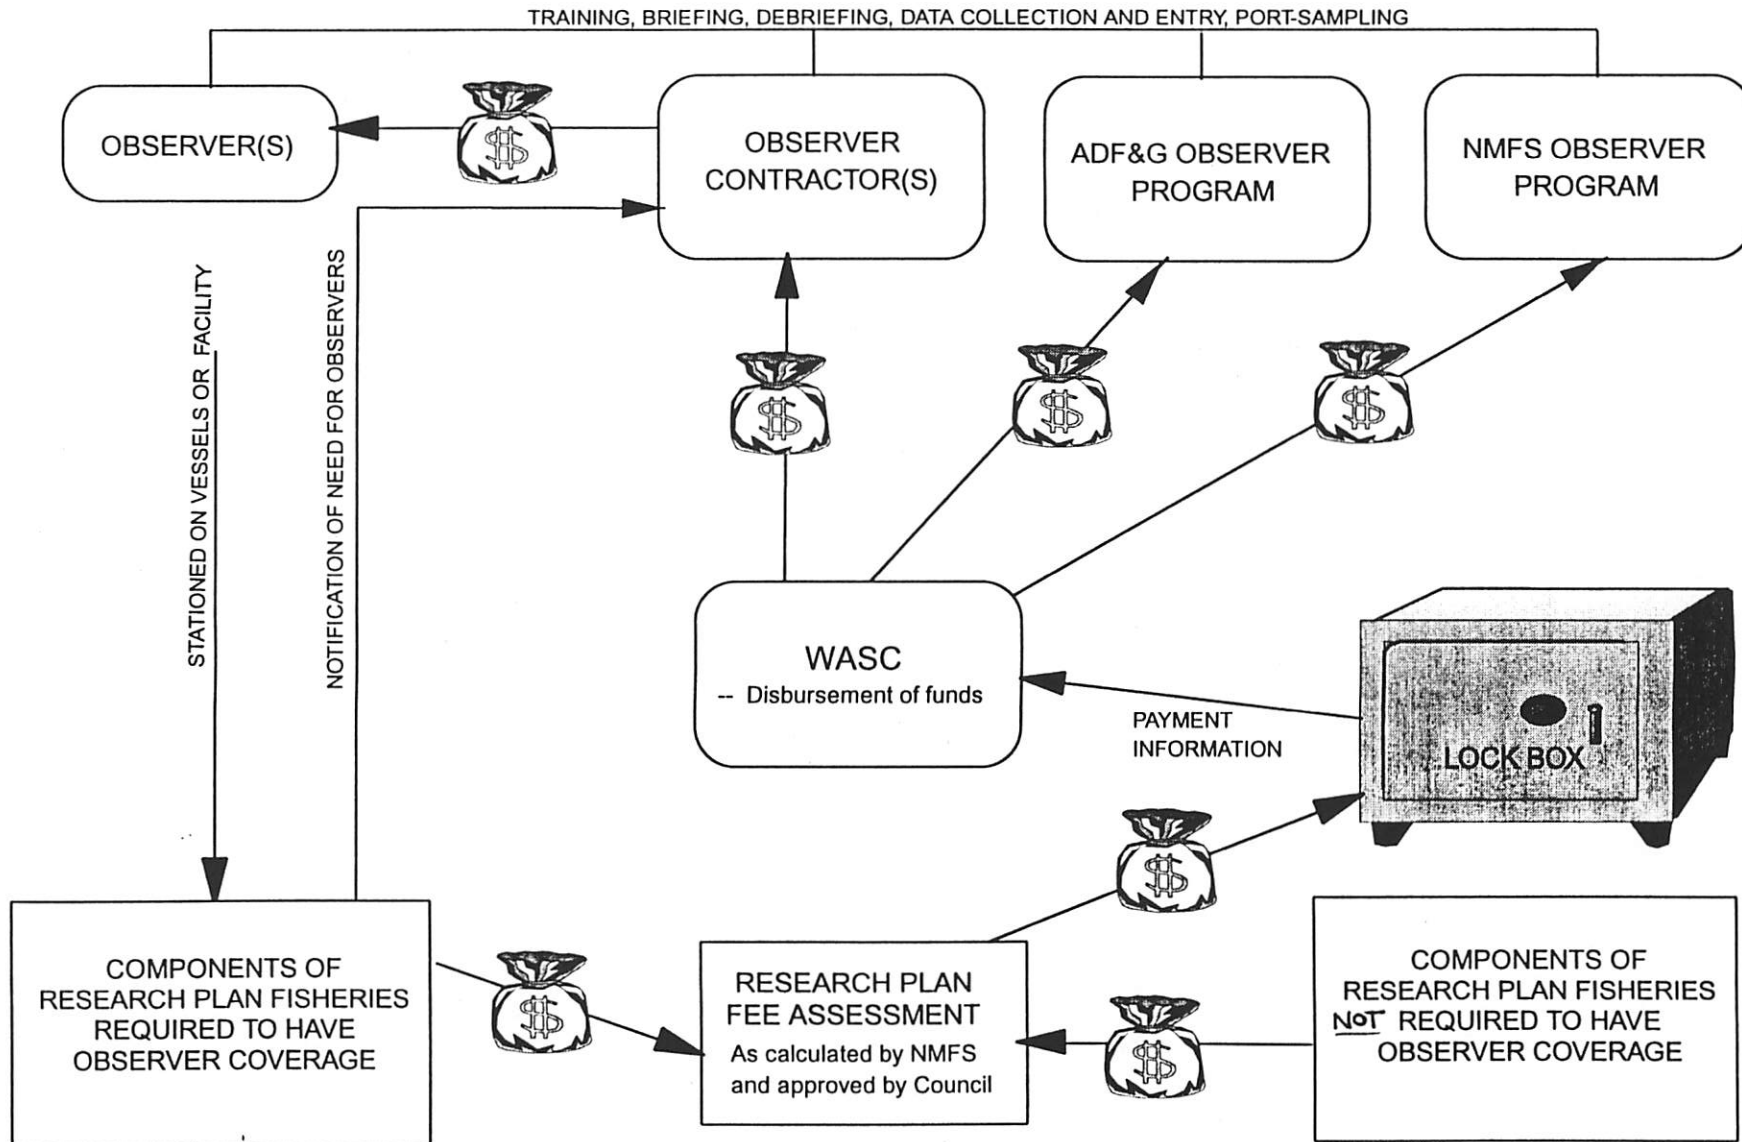 TRAINING, BRIEFING, DEBRIEFING, DATA COLLECTION AND ENTRY, PORT-SAMPLING
OBSERVER(S)
$
OBSERVER
CONTRACTOR(S)
ADF&G OBSERVER
PROGRAM
NMFS OBSERVER
PROGRAM
STATIONED ON VESSELS OR FACILITY
NOTIFICATION OF NEED FOR OBSERVERS
$
$
$
WASC
-- Disbursement of funds
PAYMENT
INFORMATION
LOCK BOX
$
COMPONENTS OF
RESEARCH PLAN FISHERIES
REQUIRED TO HAVE
OBSERVER COVERAGE
$
RESEARCH PLAN
FEE ASSESSMENT
As calculated by NMFS
and approved by Council
$
COMPONENTS OF
RESEARCH PLAN FISHERIES
NOT REQUIRED TO HAVE
OBSERVER COVERAGE